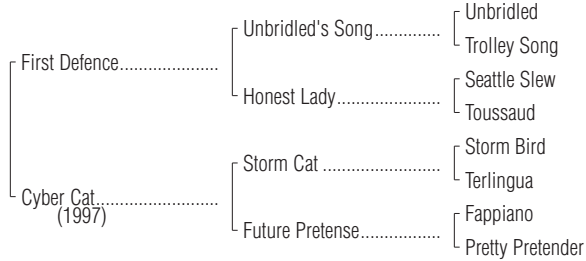 Unbridled
Unbridled's Song..............
Trolley Song
First Defence.....................
Seattle Slew
Honest Lady......................
Toussaud
Storm Bird
Storm Cat .........................
Terlingua
Cyber Cat..........................
(1997)
Fappiano
Future Pretense.................
Pretty Pretender